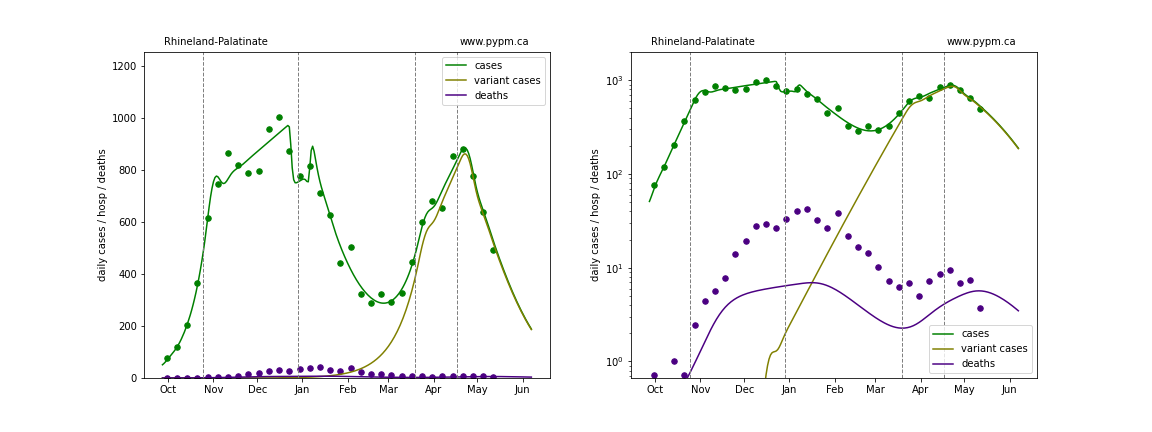 Rhineland-Palatinate www.pypm.ca
daily cases / hosp / deaths
1200
1000
800
600
400
200
0
cases
variant cases
deaths
Oct Nov Dec Jan Feb Mar Apr May Jun
Rhineland-Palatinate www.pypm.ca
daily cases / hosp / deaths
10³
10²
10¹
10⁰
cases
variant cases
deaths
Oct Nov Dec Jan Feb Mar Apr May Jun